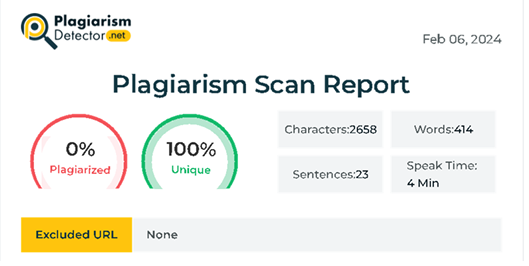 Plagiarism
Detector.net
Feb 06, 2024
Plagiarism Scan Report
0%
Plagiarized
100%
Unique
Characters:2658
Words:414
Sentences:23
Speak Time:
4 Min
Excluded URL
None